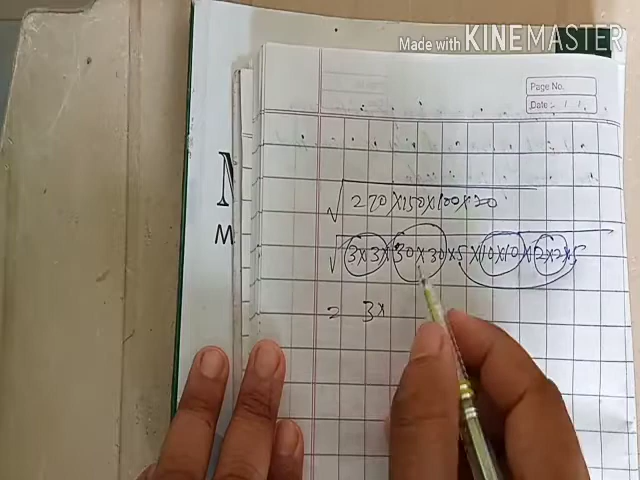 Made with KINEMASTER
Page No.
Date: / /
√270×150×100×20
√3×3×30×30×5×10×10×2×2×5
= 3×